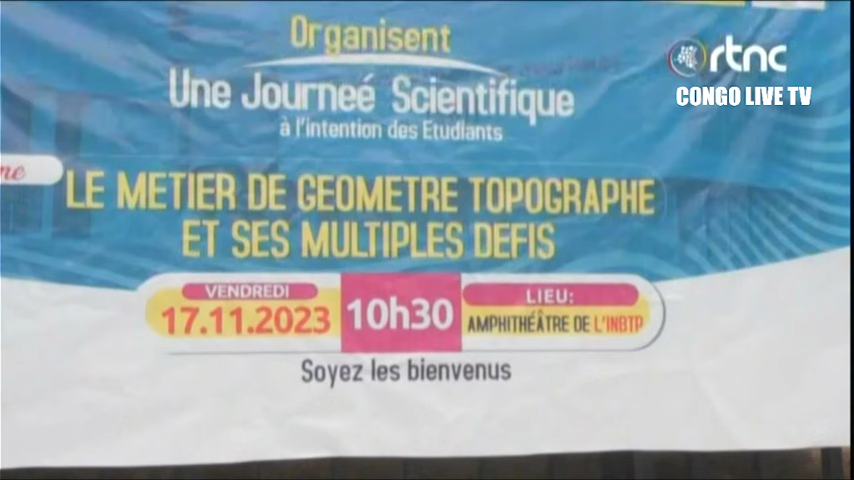 Organisent
Une Journeé Scientifique
à l'intention des Etudiants
LE METIER DE GEOMETRE TOPOGRAPHE
ET SES MULTIPLES DEFIS
VENDREDI
17.11.2023
10h30
LIEU:
AMPHITHÉÂTRE DE L'INBTP
Soyez les bienvenus
rtnc
CONGO LIVE TV